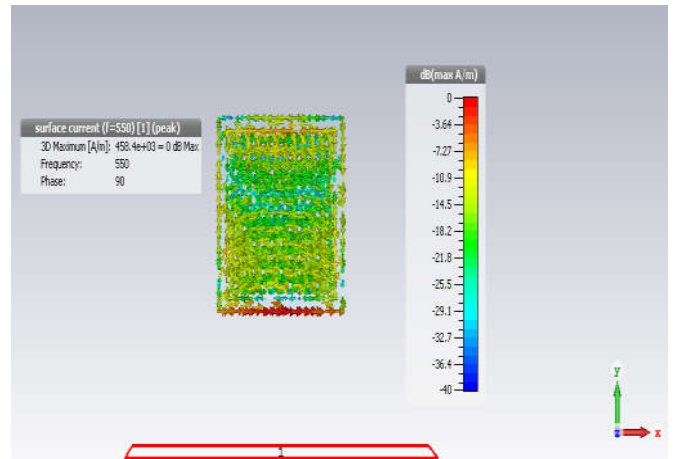 dB(max A/m)
0
-3.64
-7.27
-10.9
-14.5
-18.2
-21.8
-25.5
-29.1
-32.7
-36.4
-40
surface current (f=550) [1] (peak)
3D Maximum [A/m]: 458.4e+03 = 0 dB Max
Frequency: 550
Phase: 90
y
x
1